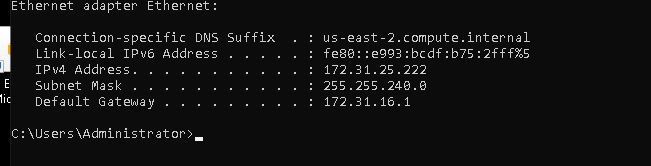 Ethernet adapter Ethernet:
Connection-specific DNS Suffix  . : us-east-2.compute.internal
Link-local IPv6 Address . . . . . : fe80::e993:bcdf:b75:2fff%5
IPv4 Address. . . . . . . . . . . : 172.31.25.222
Subnet Mask . . . . . . . . . . . : 255.255.240.0
Default Gateway . . . . . . . . . : 172.31.16.1
C:\Users\Administrator>